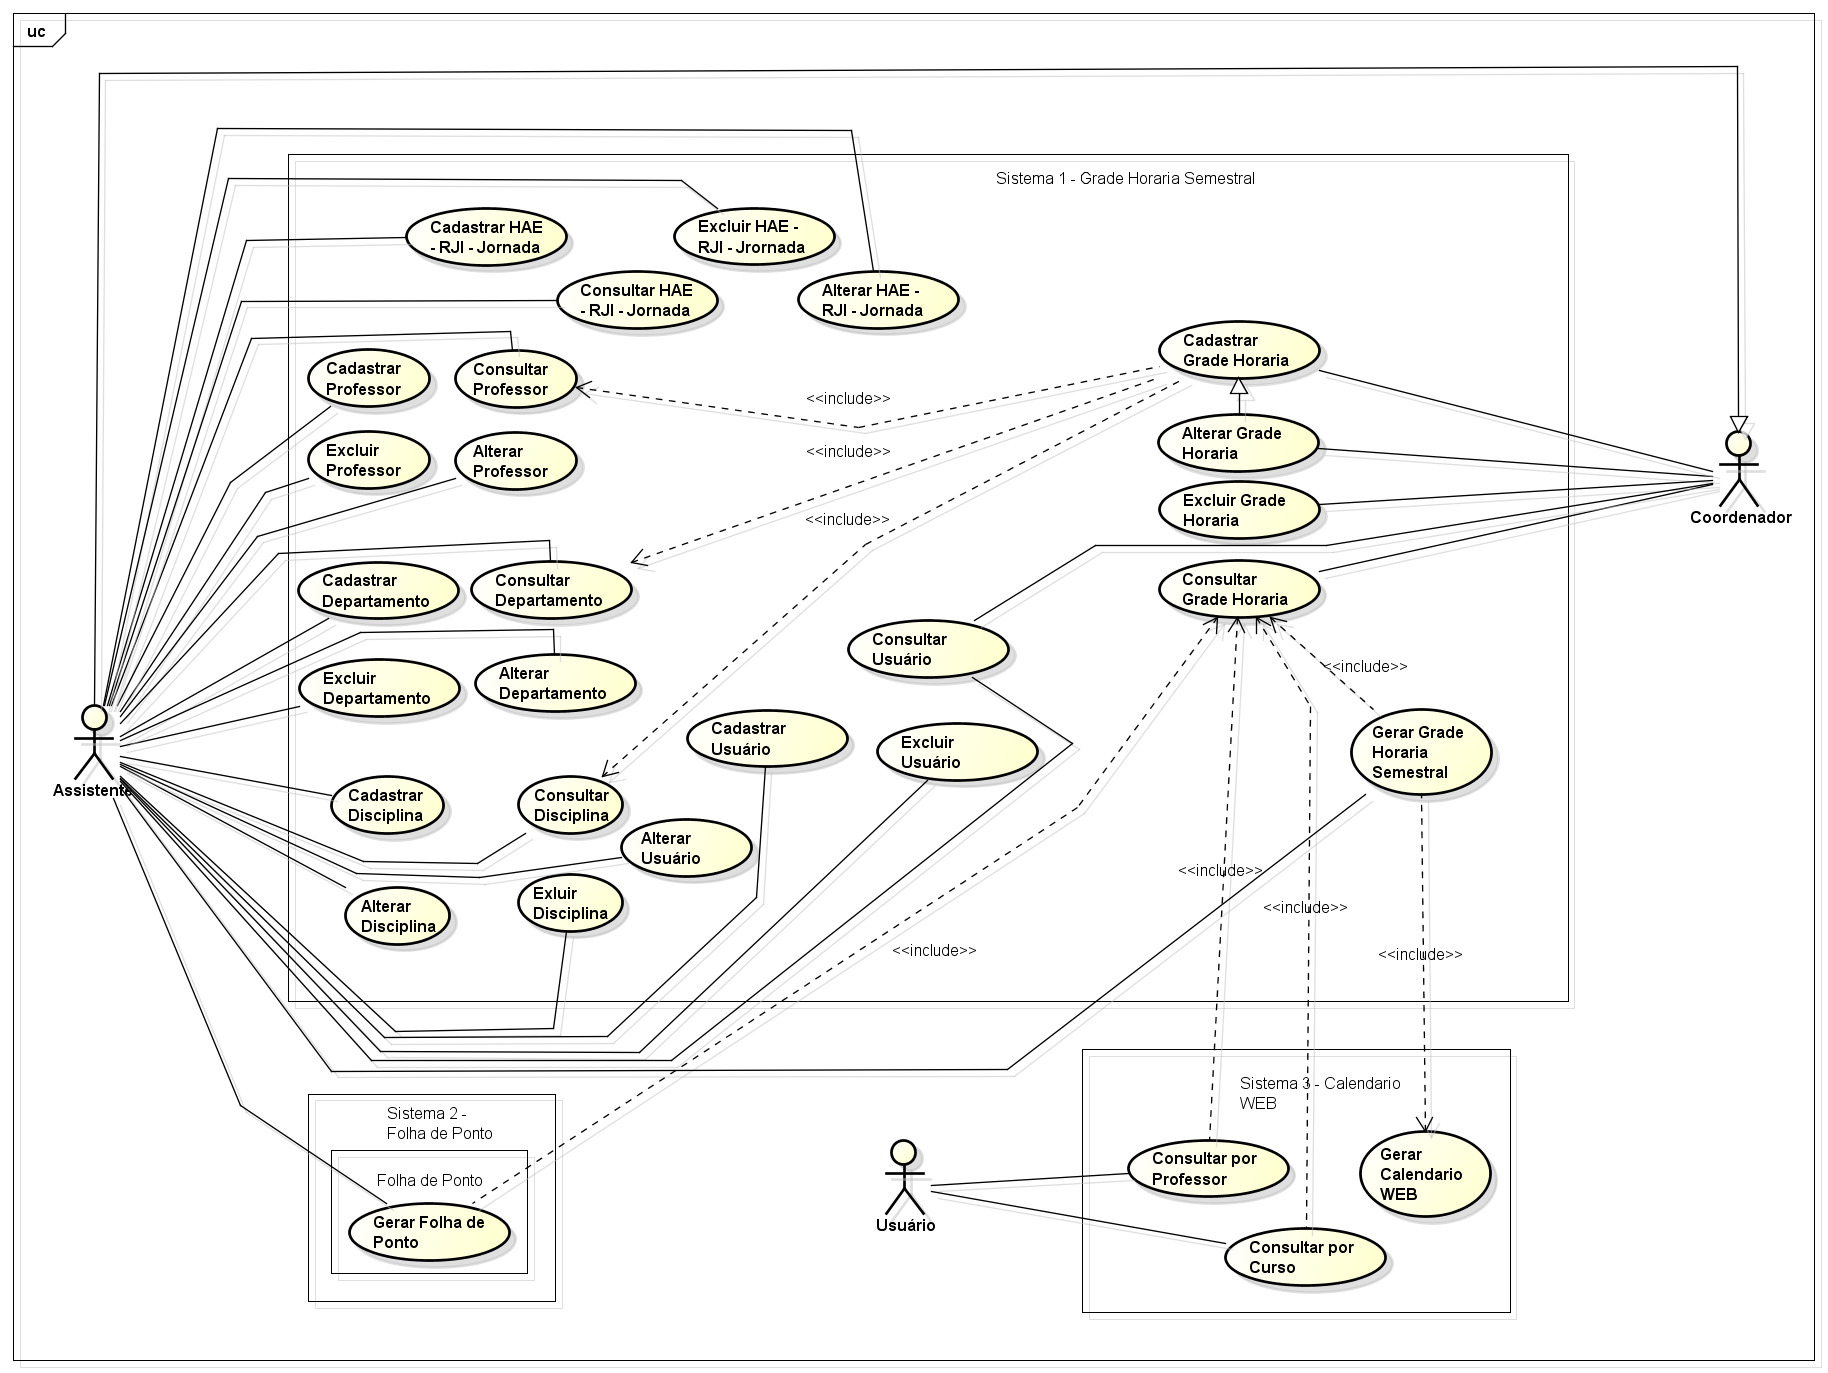 uc
Sistema 1 - Grade Horaria Semestral
Cadastrar HAE
- RJI - Jornada
Excluir HAE -
RJI - Jrornada
Consultar HAE
- RJI - Jornada
Alterar HAE -
RJI - Jornada
Cadastrar
Grade Horaria
Cadastrar
Professor
Consultar
Professor
<<include>>
Alterar Grade
Horaria
Excluir
Professor
Alterar
Professor
<<include>>
Excluir Grade
Horaria
Coordenador
<<include>>
Cadastrar
Departamento
Consultar
Departamento
Consultar
Grade Horaria
Consultar
Usuário
<<include>>
Excluir
Departamento
Alterar
Departamento
Cadastrar
Usuário
Excluir
Usuário
Gerar Grade
Horaria
Semestral
Assistente
Cadastrar
Disciplina
Consultar
Disciplina
Alterar
Usuário
<<include>>
Alterar
Disciplina
Exluir
Disciplina
<<include>>
<<include>>
<<include>>
Sistema 3 - Calendario
WEB
Sistema 2 -
Folha de Ponto
Folha de Ponto
Consultar por
Professor
Gerar
Calendario
WEB
Usuário
Gerar Folha de
Ponto
Consultar por
Curso